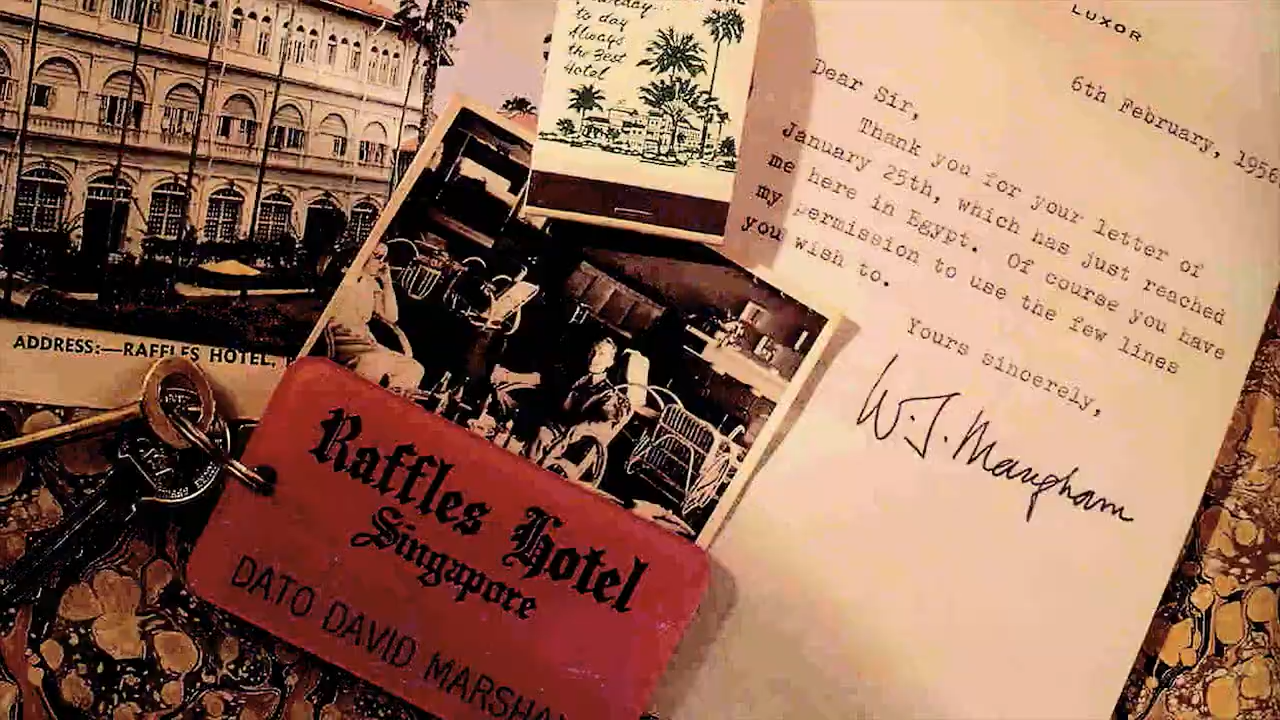 to day
Always
the Best
Hotel
LUXOR
6th February, 1956
Dear Sir,
Thank you for your letter of
January 25th, which has just reached
me here in Egypt. Of course you have
my permission to use the few lines
you wish to.
Yours sincerely,
W.S. Maugham
ADDRESS:—RAFFLES HOTEL,
Raffles Hotel
Singapore
DATO DAVID MARSHA